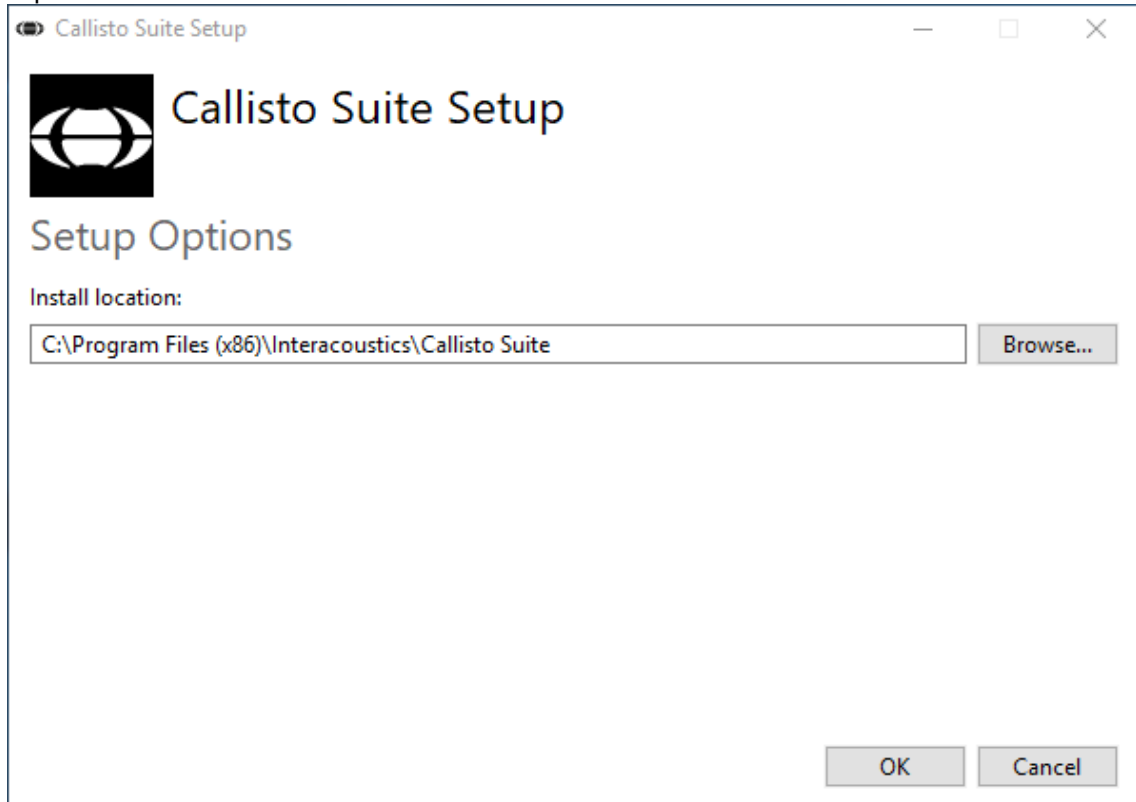 Callisto Suite Setup
Callisto Suite Setup
Setup Options
Install location:
C:\Program Files (x86)\Interacoustics\Callisto Suite
Browse...
OK
Cancel